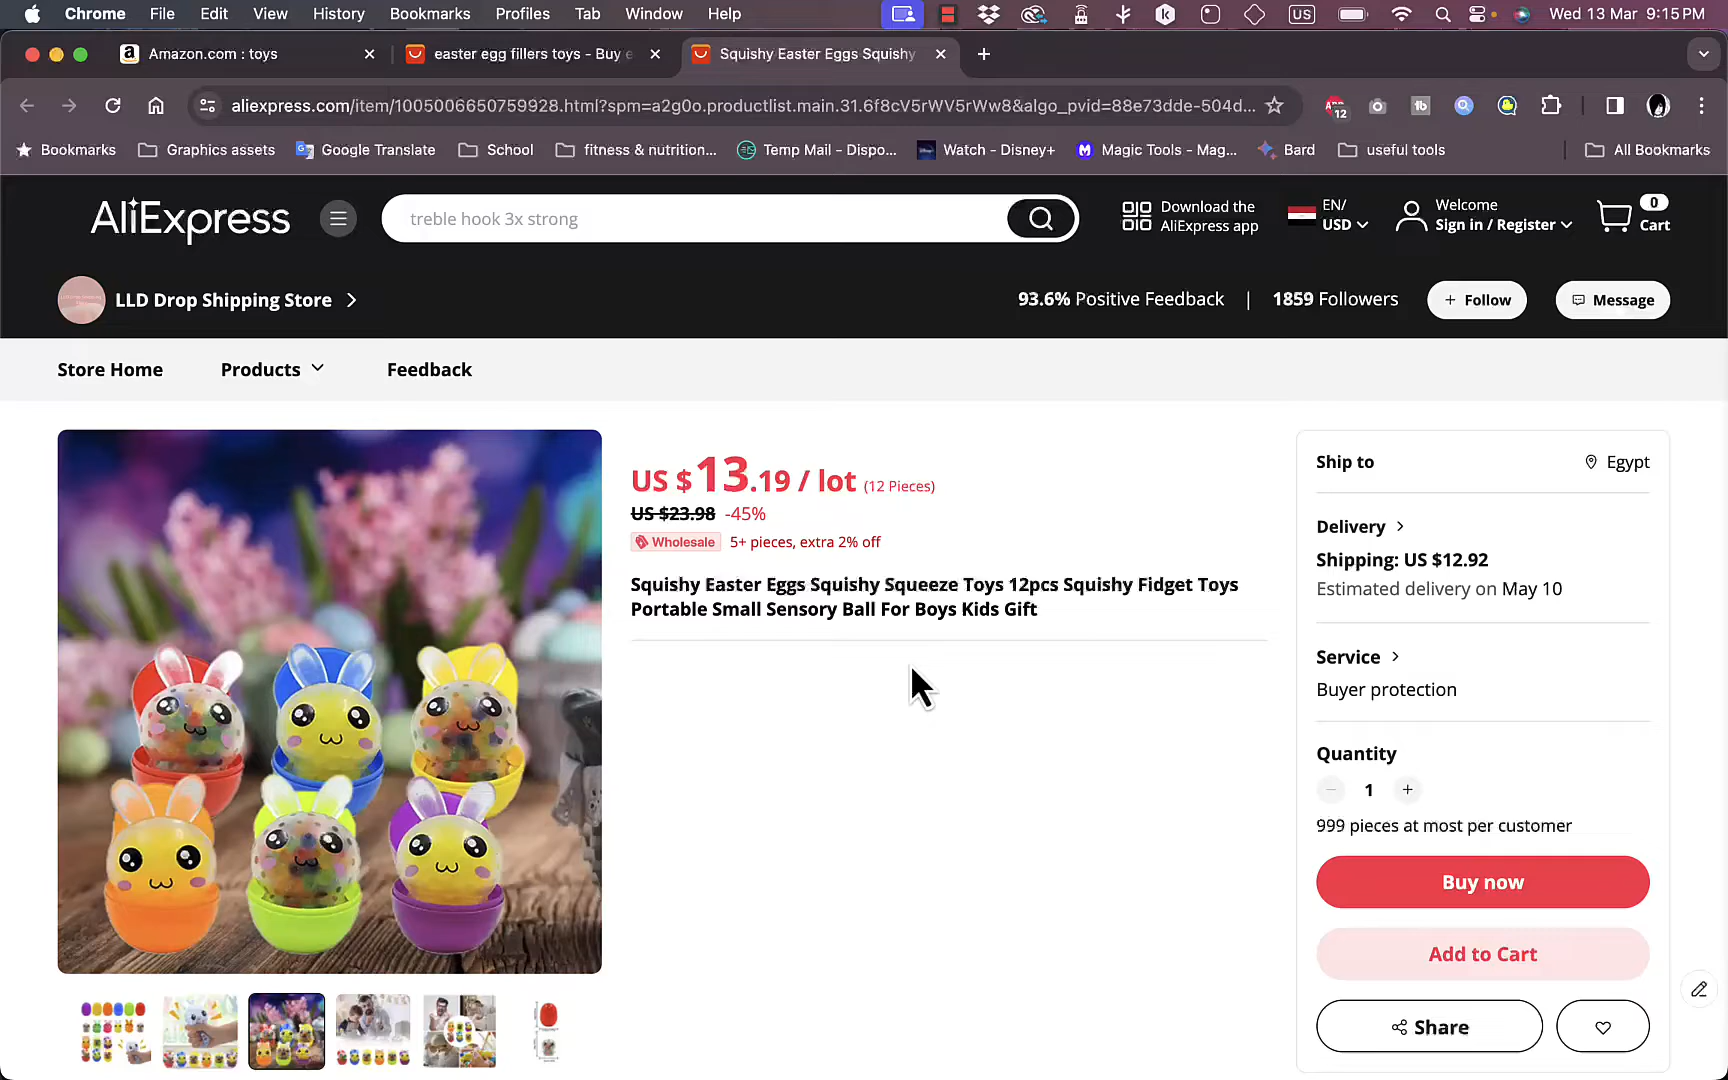 Chrome File Edit View History Bookmarks Profiles Tab Window Help US Wed 13 Mar 9:15 PM
Amazon.com : toys easter egg fillers toys - Buy e Squishy Easter Eggs Squishy
aliexpress.com/item/1005006650759928.html?spm=a2g0o.productlist.main.31.6f8cV5rWV5rWw8&algo_pvid=88e73dde-504d... 12
Bookmarks Graphics assets Google Translate School fitness & nutrition... Temp Mail - Dispo... Watch - Disney+ Magic Tools - Mag... Bard useful tools All Bookmarks
AliExpress
treble hook 3x strong
Download the
AliExpress app
EN/
USD
Welcome
Sign in / Register
0
Cart
LLD Drop Shipping Store
93.6% Positive Feedback | 1859 Followers + Follow Message
Store Home Products Feedback
US $13.19 / lot (12 Pieces)
US $23.98 -45%
Wholesale 5+ pieces, extra 2% off
Squishy Easter Eggs Squishy Squeeze Toys 12pcs Squishy Fidget Toys
Portable Small Sensory Ball For Boys Kids Gift
Ship to Egypt
Delivery
Shipping: US $12.92
Estimated delivery on May 10
Service
Buyer protection
Quantity
1
999 pieces at most per customer
Buy now
Add to Cart
Share